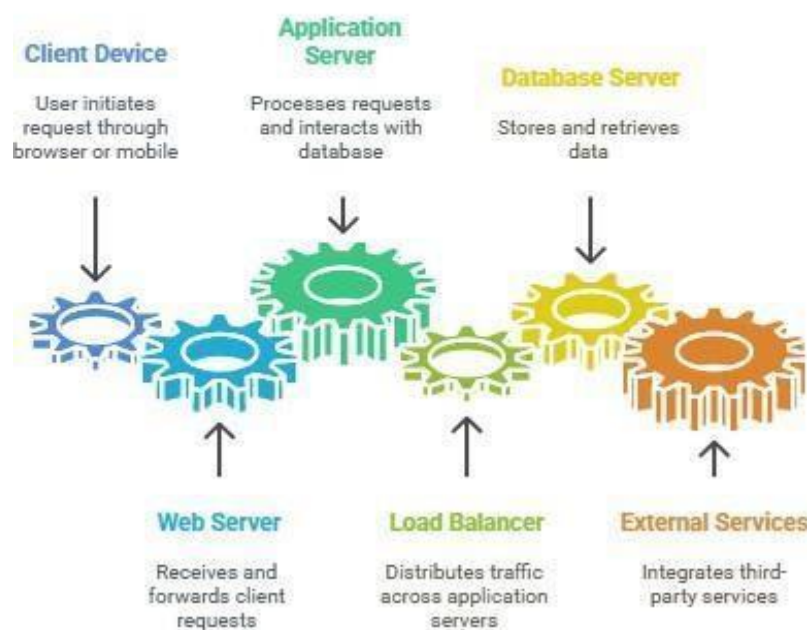 Client Device
User initiates
request through
browser or mobile
Application
Server
Processes requests
and interacts with
database
Database Server
Stores and retrieves
data
Web Server
Receives and
forwards client
requests
Load Balancer
Distributes traffic
across application
servers
External Services
Integrates third-
party services